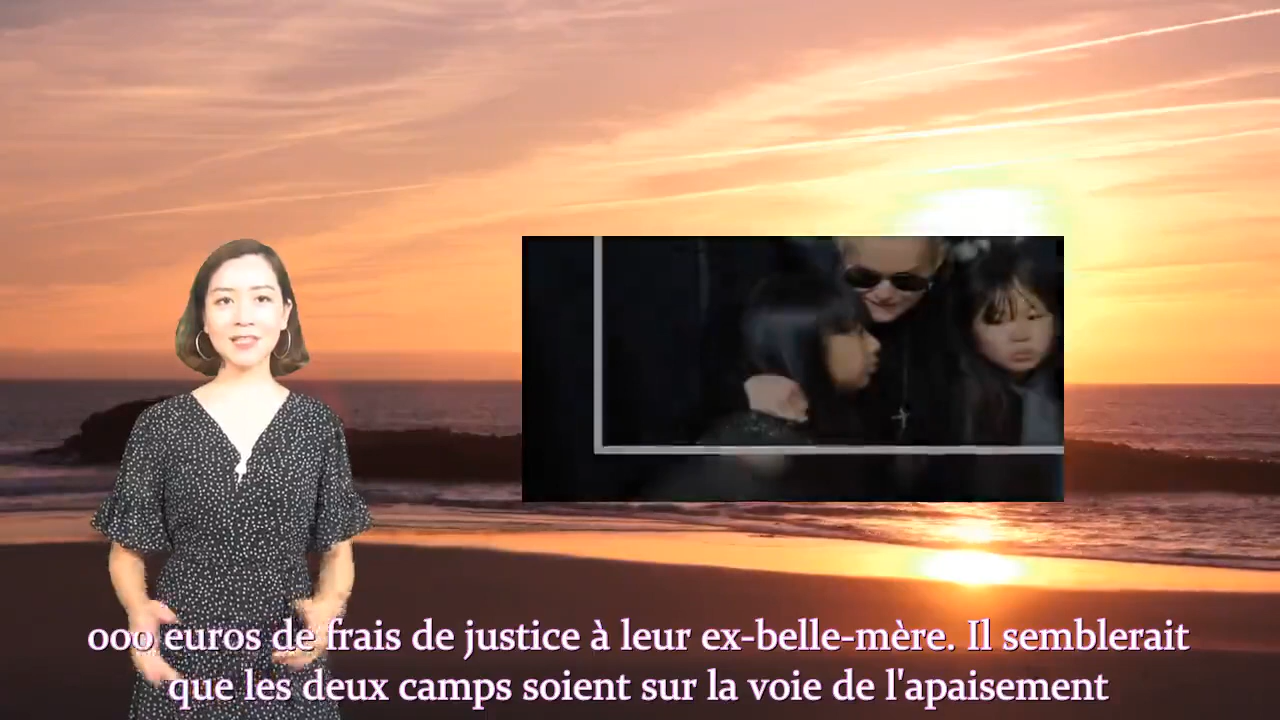 000 euros de frais de justice à leur ex-belle-mère. Il semblerait
que les deux camps soient sur la voie de l'apaisement